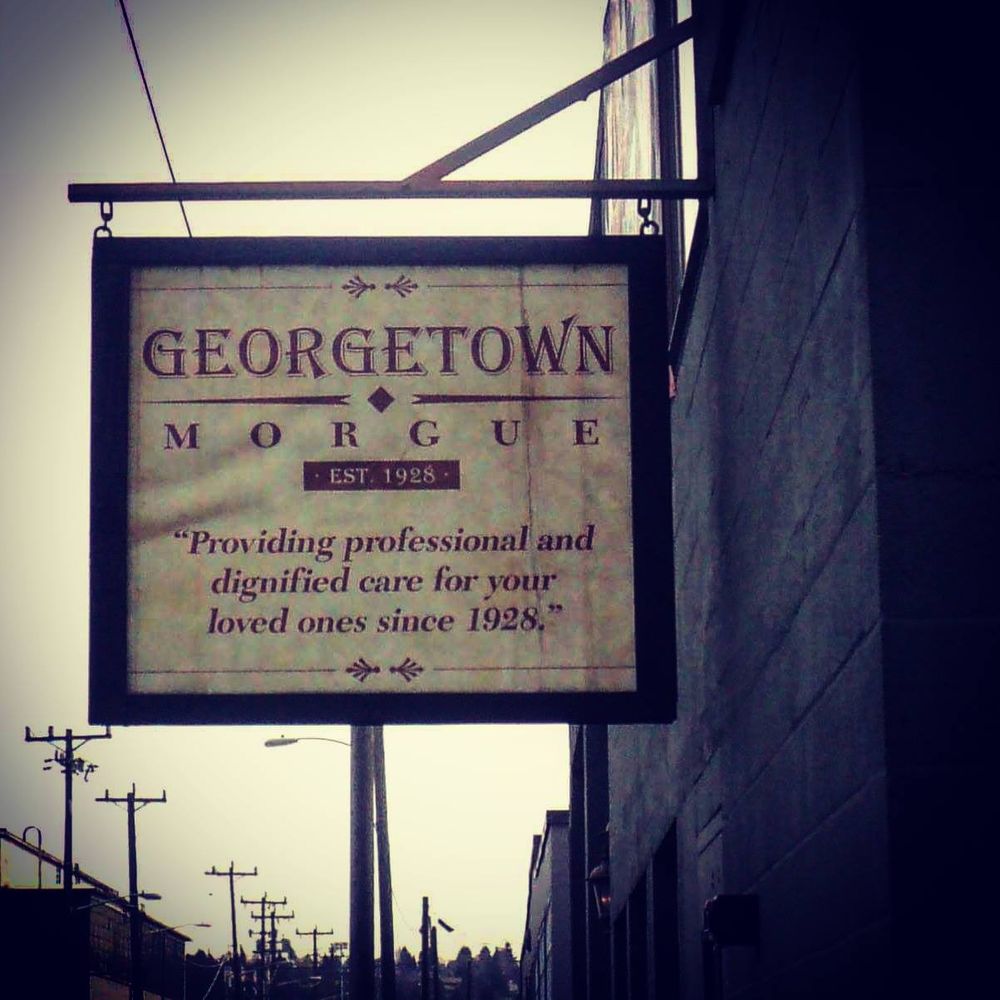 GEORGETOWN
MORGUE
· EST. 1928 ·
“Providing professional and
dignified care for your
loved ones since 1928.”